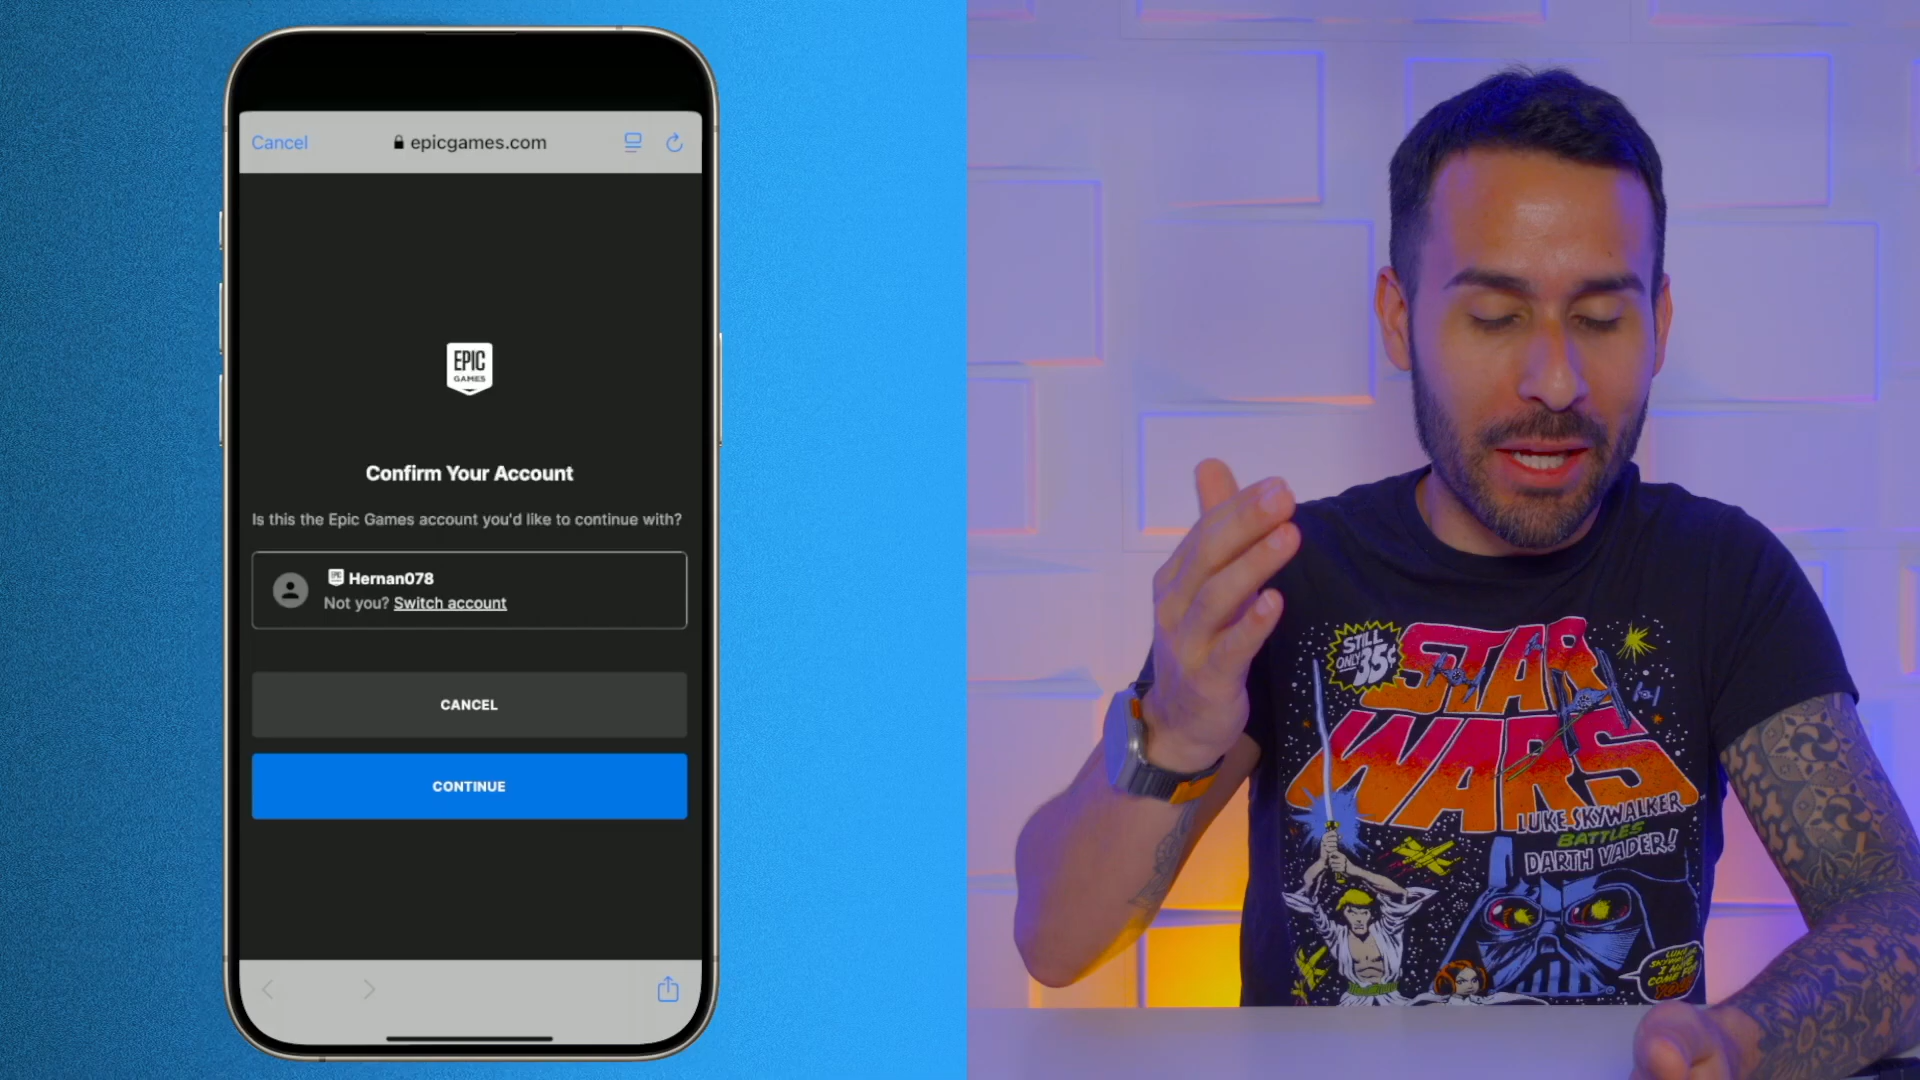 Cancel
epicgames.com
EPIC
GAMES
Confirm Your Account
Is this the Epic Games account you'd like to continue with?
Hernan078
Not you? Switch account
CANCEL
CONTINUE
STILL
ONLY 35¢
STAR
WARS
LUKE SKYWALKER
BATTLES
DARTH VADER!